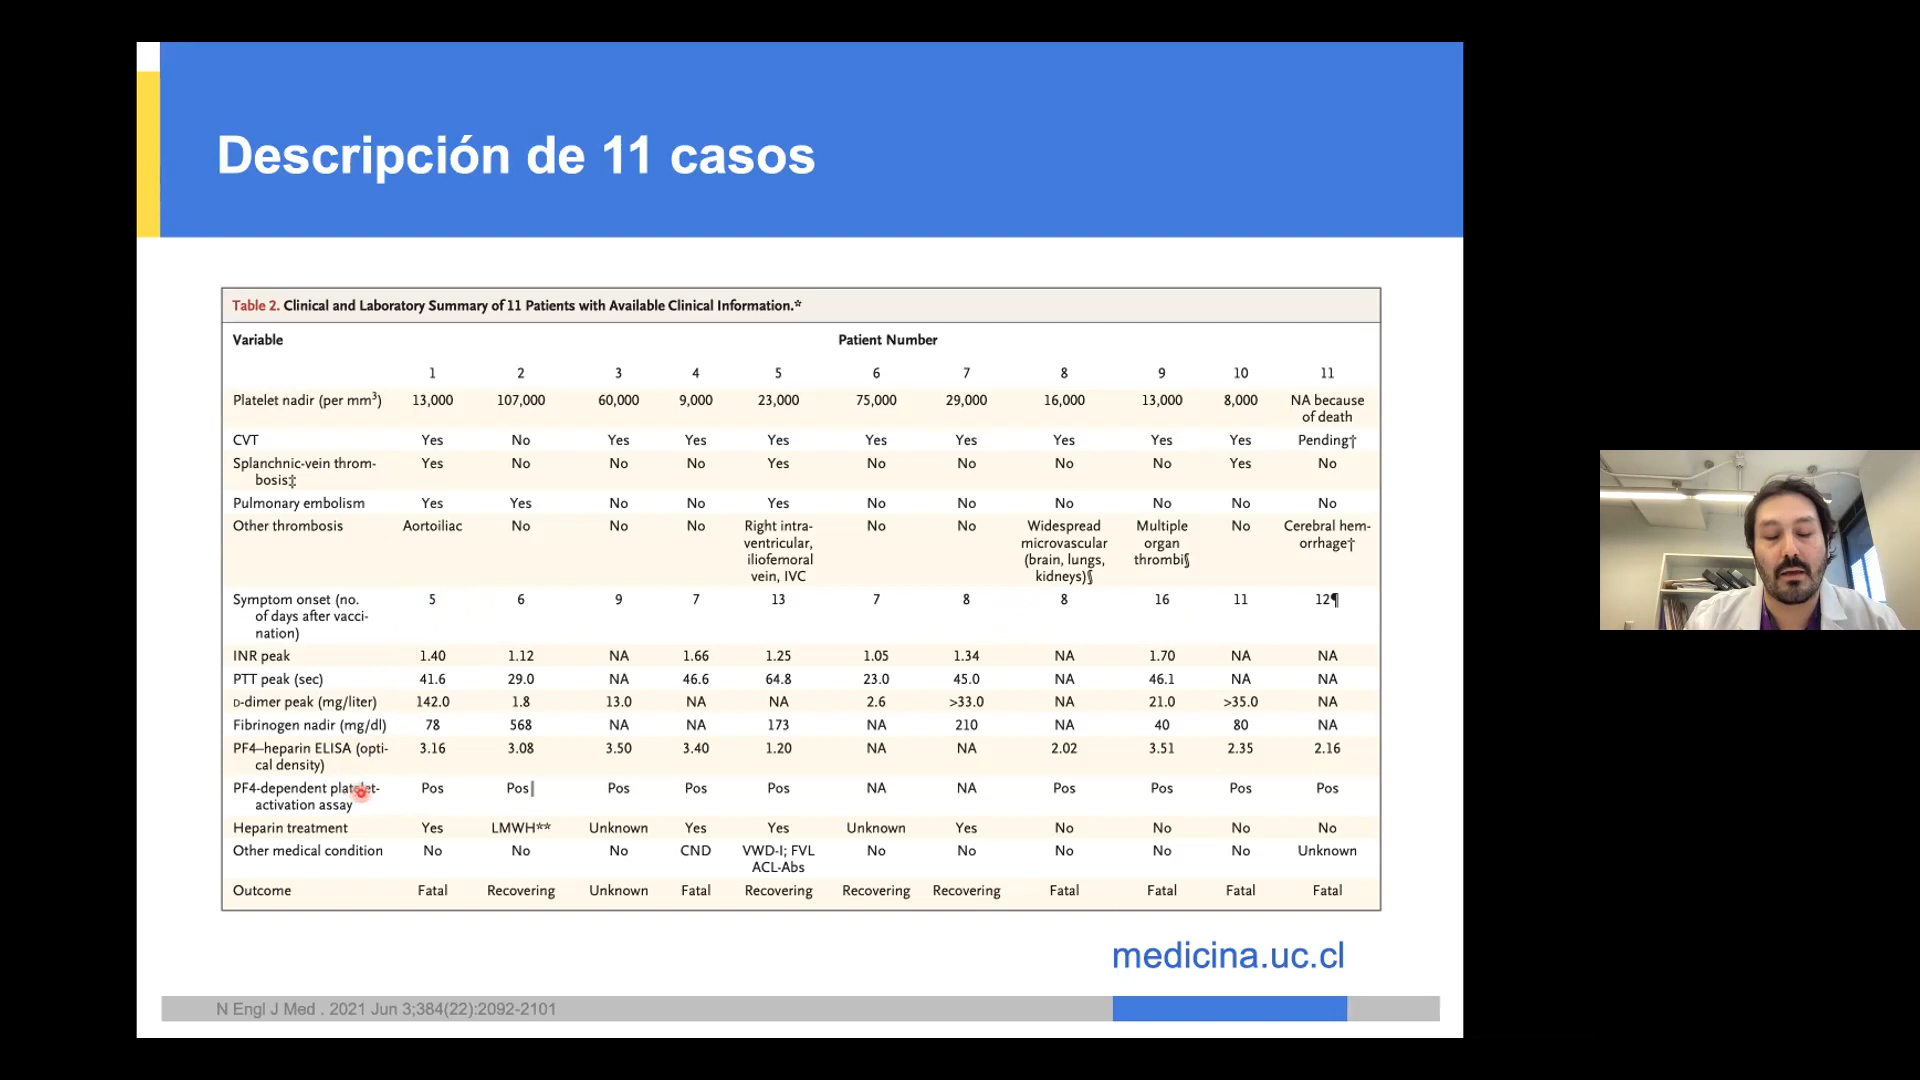 Descripción de 11 casos
Table 2. Clinical and Laboratory Summary of 11 Patients with Available Clinical Information.*
Variable Patient Number
1 2 3 4 5 6 7 8 9 10 11
Platelet nadir (per mm³) 13,000 107,000 60,000 9,000 23,000 75,000 29,000 16,000 13,000 8,000 NA because
of death
CVT Yes No Yes Yes Yes Yes Yes Yes Yes Yes Pending†
Splanchnic-vein throm- Yes No No No Yes No No No No Yes No
bosis‡
Pulmonary embolism Yes Yes No No Yes No No No No No No
Other thrombosis Aortoiliac No No No Right intra- No No Widespread Multiple No Cerebral hem-
ventricular, microvascular organ orrhage†
iliofemoral (brain, lungs, thrombi§
vein, IVC kidneys)§
Symptom onset (no. 5 6 9 7 13 7 8 8 16 11 12¶
of days after vacci-
nation)
INR peak 1.40 1.12 NA 1.66 1.25 1.05 1.34 NA 1.70 NA NA
PTT peak (sec) 41.6 29.0 NA 46.6 64.8 23.0 45.0 NA 46.1 NA NA
D-dimer peak (mg/liter) 142.0 1.8 13.0 NA NA 2.6 >33.0 NA 21.0 >35.0 NA
Fibrinogen nadir (mg/dl) 78 568 NA NA 173 NA 210 NA 40 80 NA
PF4–heparin ELISA (opti- 3.16 3.08 3.50 3.40 1.20 NA NA 2.02 3.51 2.35 2.16
cal density)
PF4-dependent platelet- Pos Pos‖ Pos Pos Pos NA NA Pos Pos Pos Pos
activation assay
Heparin treatment Yes LMWH** Unknown Yes Yes Unknown Yes No No No No
Other medical condition No No No CND VWD-I; FVL No No No No No Unknown
ACL-Abs
Outcome Fatal Recovering Unknown Fatal Recovering Recovering Recovering Fatal Fatal Fatal Fatal
medicina.uc.cl
N Engl J Med . 2021 Jun 3;384(22):2092-2101